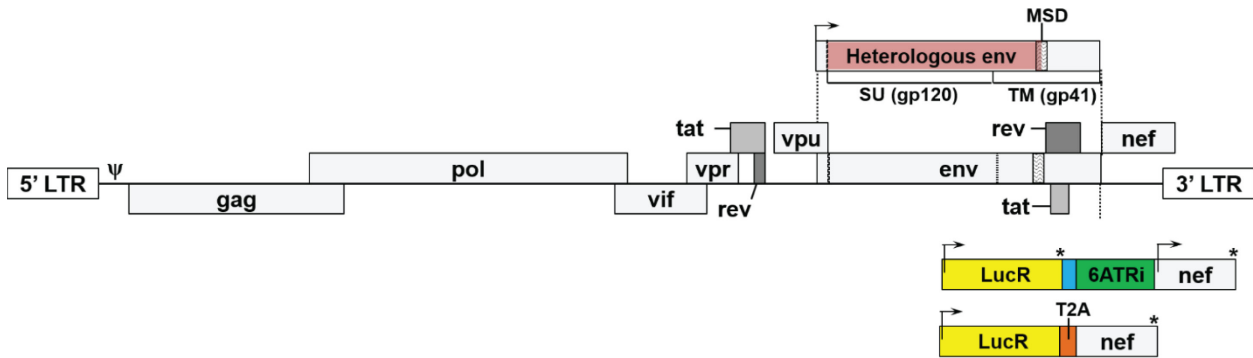 MSD
Heterologous env
SU (gp120) TM (gp41)
tat vpu rev nef
5' LTR ψ pol vpr env 3' LTR
gag vif rev tat
* *
LucR 6ATRi nef
T2A *
LucR nef